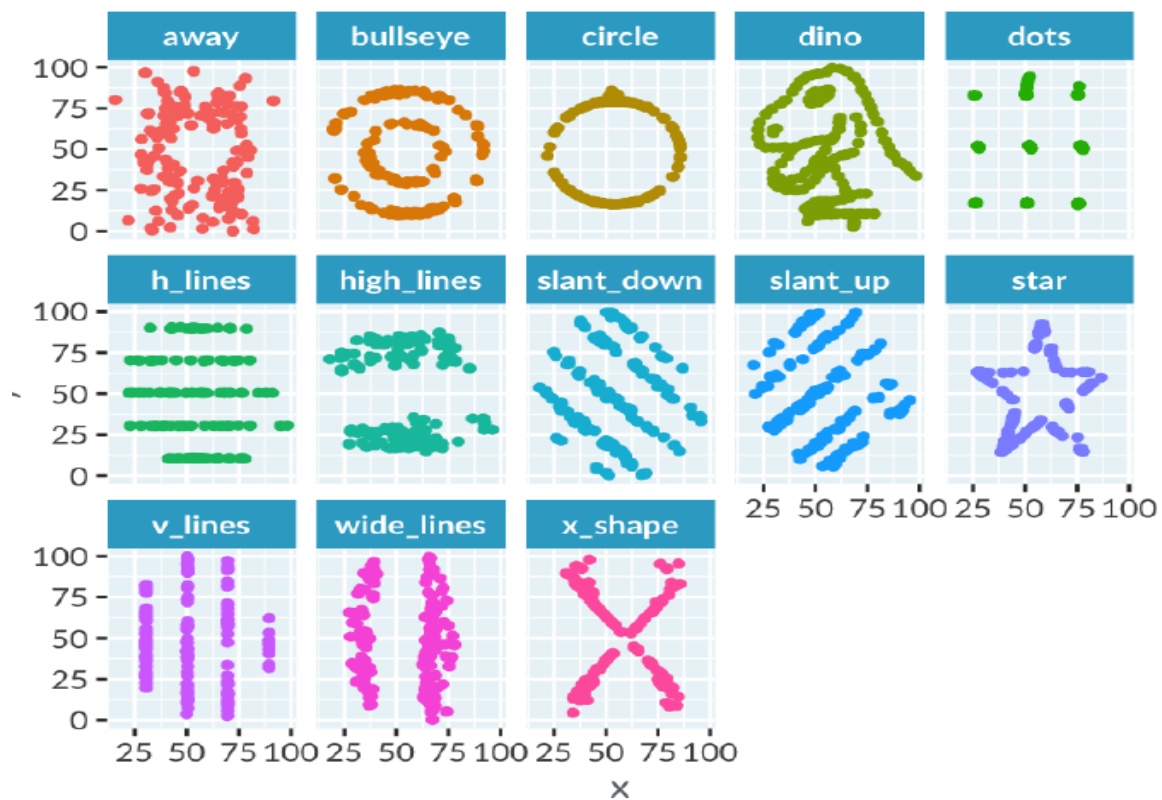 away bullseye circle dino dots
100
75
50
25
0
h_lines high_lines slant_down slant_up star
100
75
50
25
0
25 50 75 100 25 50 75 100
v_lines wide_lines x_shape
100
75
50
25
0
25 50 75 100 25 50 75 100 25 50 75 100
x